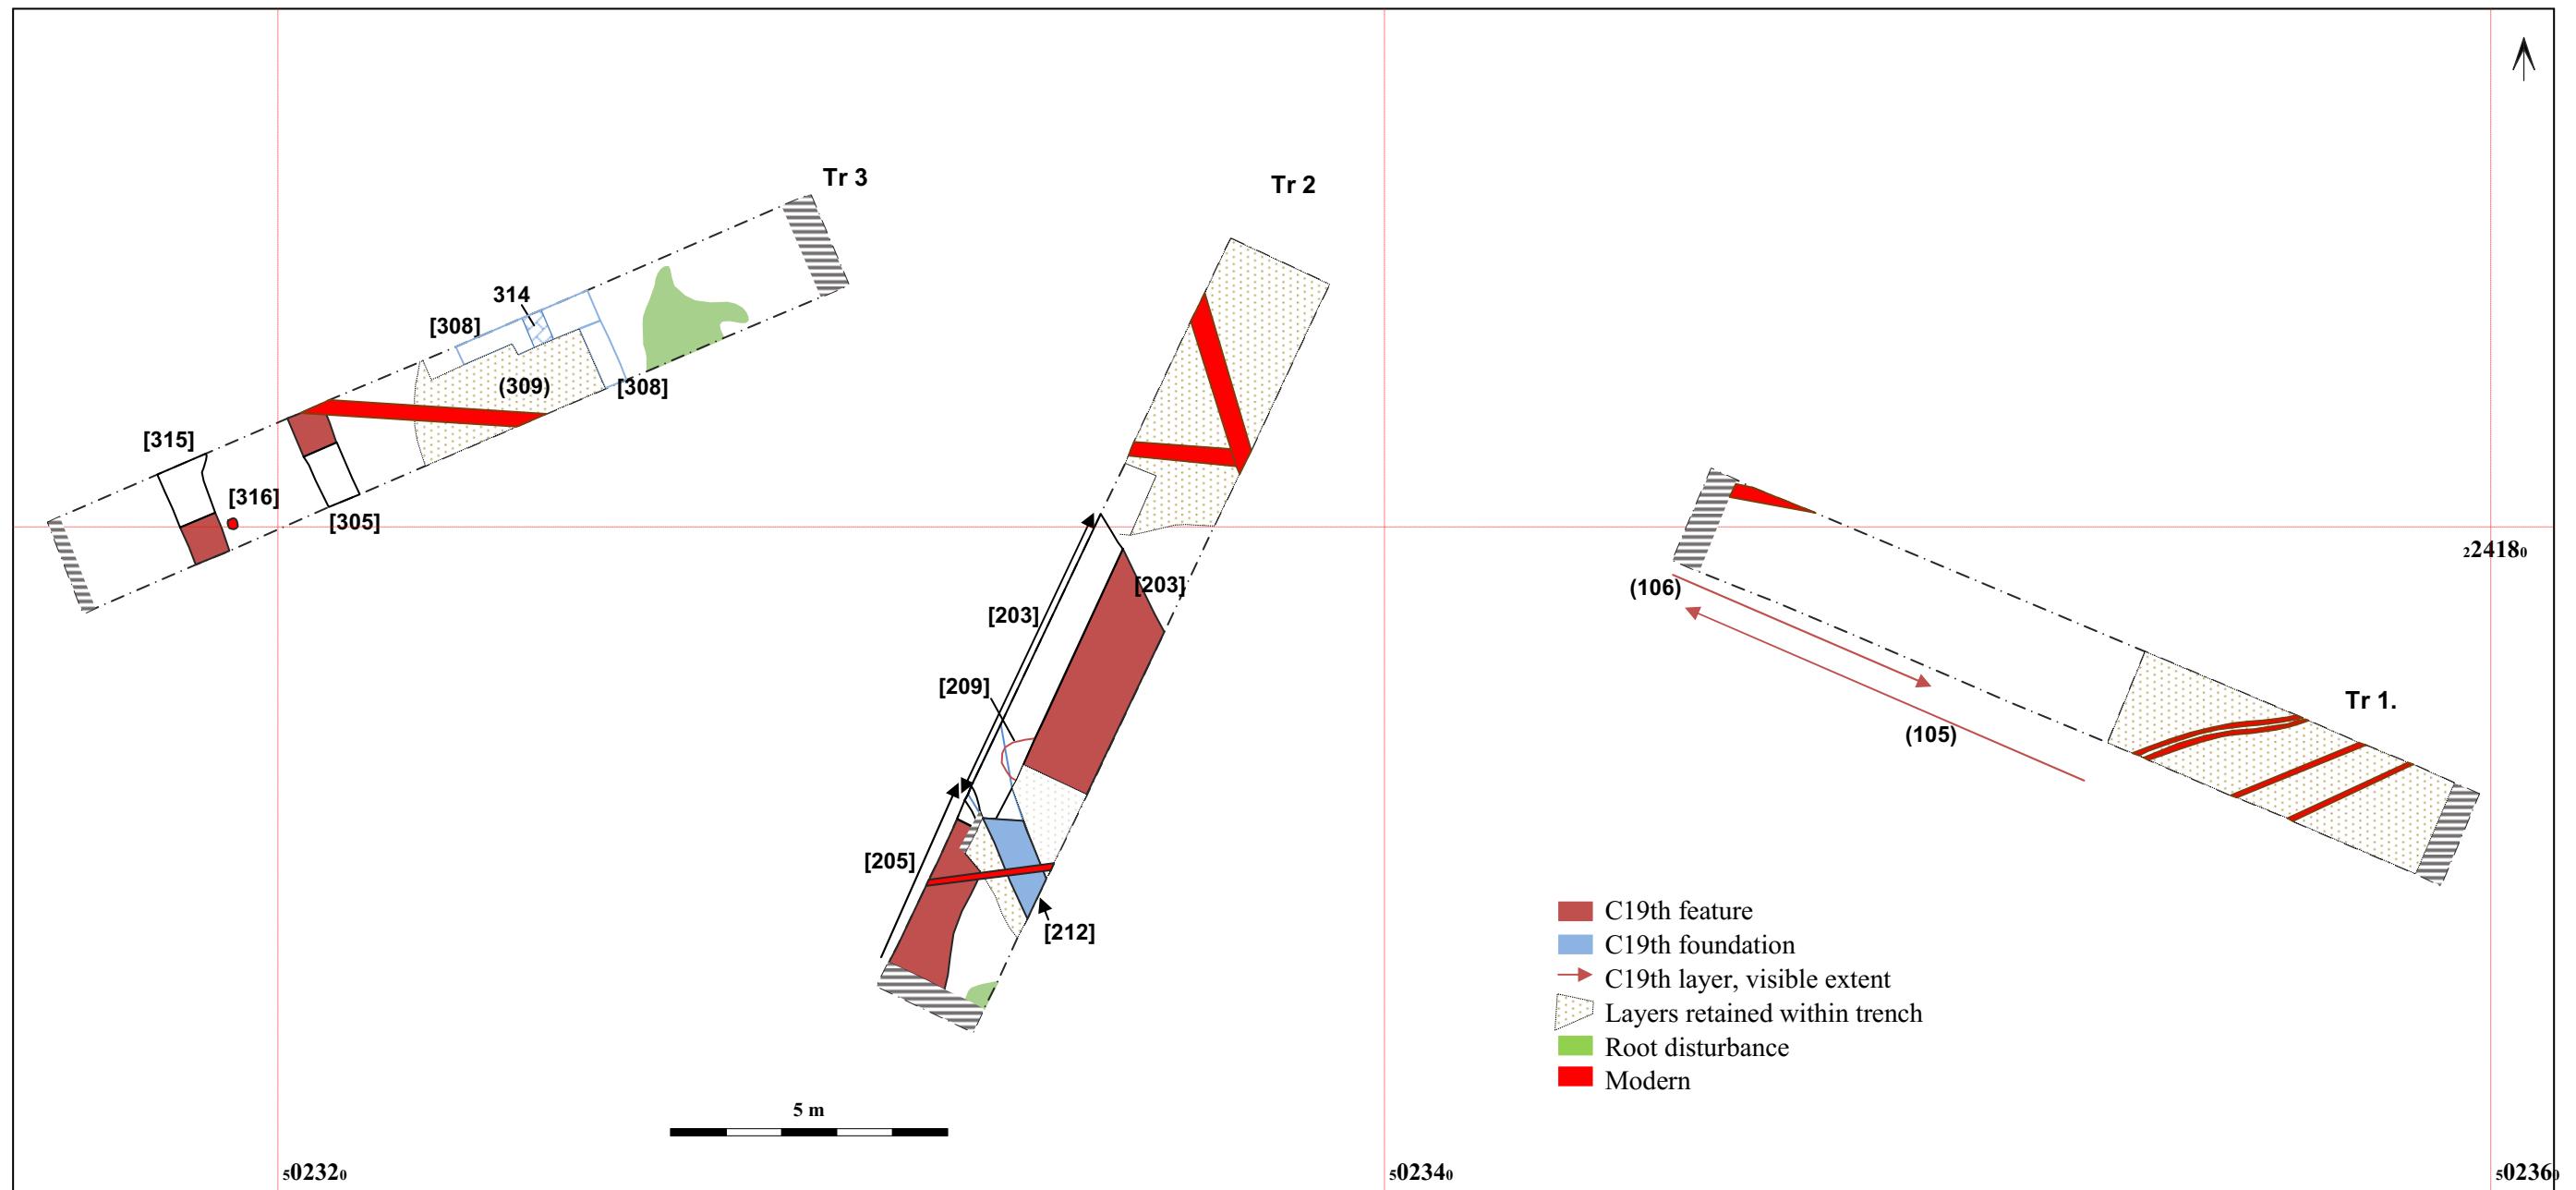 Tr 3
Tr 2
314
[308]
(309)
[308]
[315]
[316]
[305]
224180
[203]
(106)
[203]
[209]
Tr 1.
(105)
[205]
[212]
C19th feature
C19th foundation
C19th layer, visible extent
Layers retained within trench
Root disturbance
Modern
5 m
502320
502340
502360